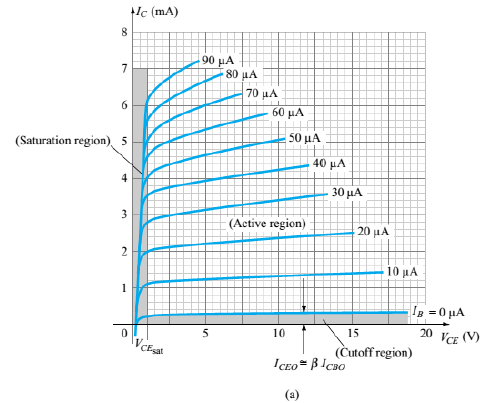 I_C (mA)
8
7
6
5
4
3
2
1
0
5
10
15
20
V_CE (V)
90 µA
80 µA
70 µA
60 µA
50 µA
40 µA
30 µA
20 µA
10 µA
I_B = 0 µA
(Saturation region)
(Active region)
(Cutoff region)
V_CEsat
I_CEO ≅ β I_CBO
(a)